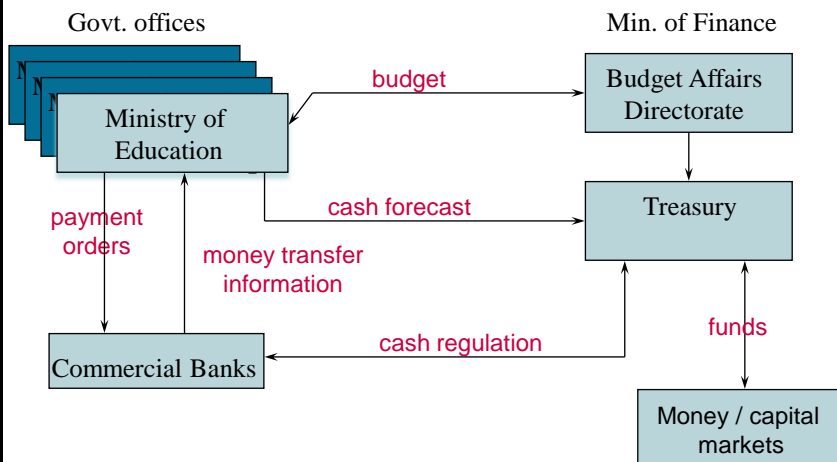 Govt. offices
Min. of Finance
M
M
M
Ministry of
Education
budget
Budget Affairs
Directorate
cash forecast
Treasury
payment
orders
money transfer
information
cash regulation
funds
Commercial Banks
Money / capital
markets